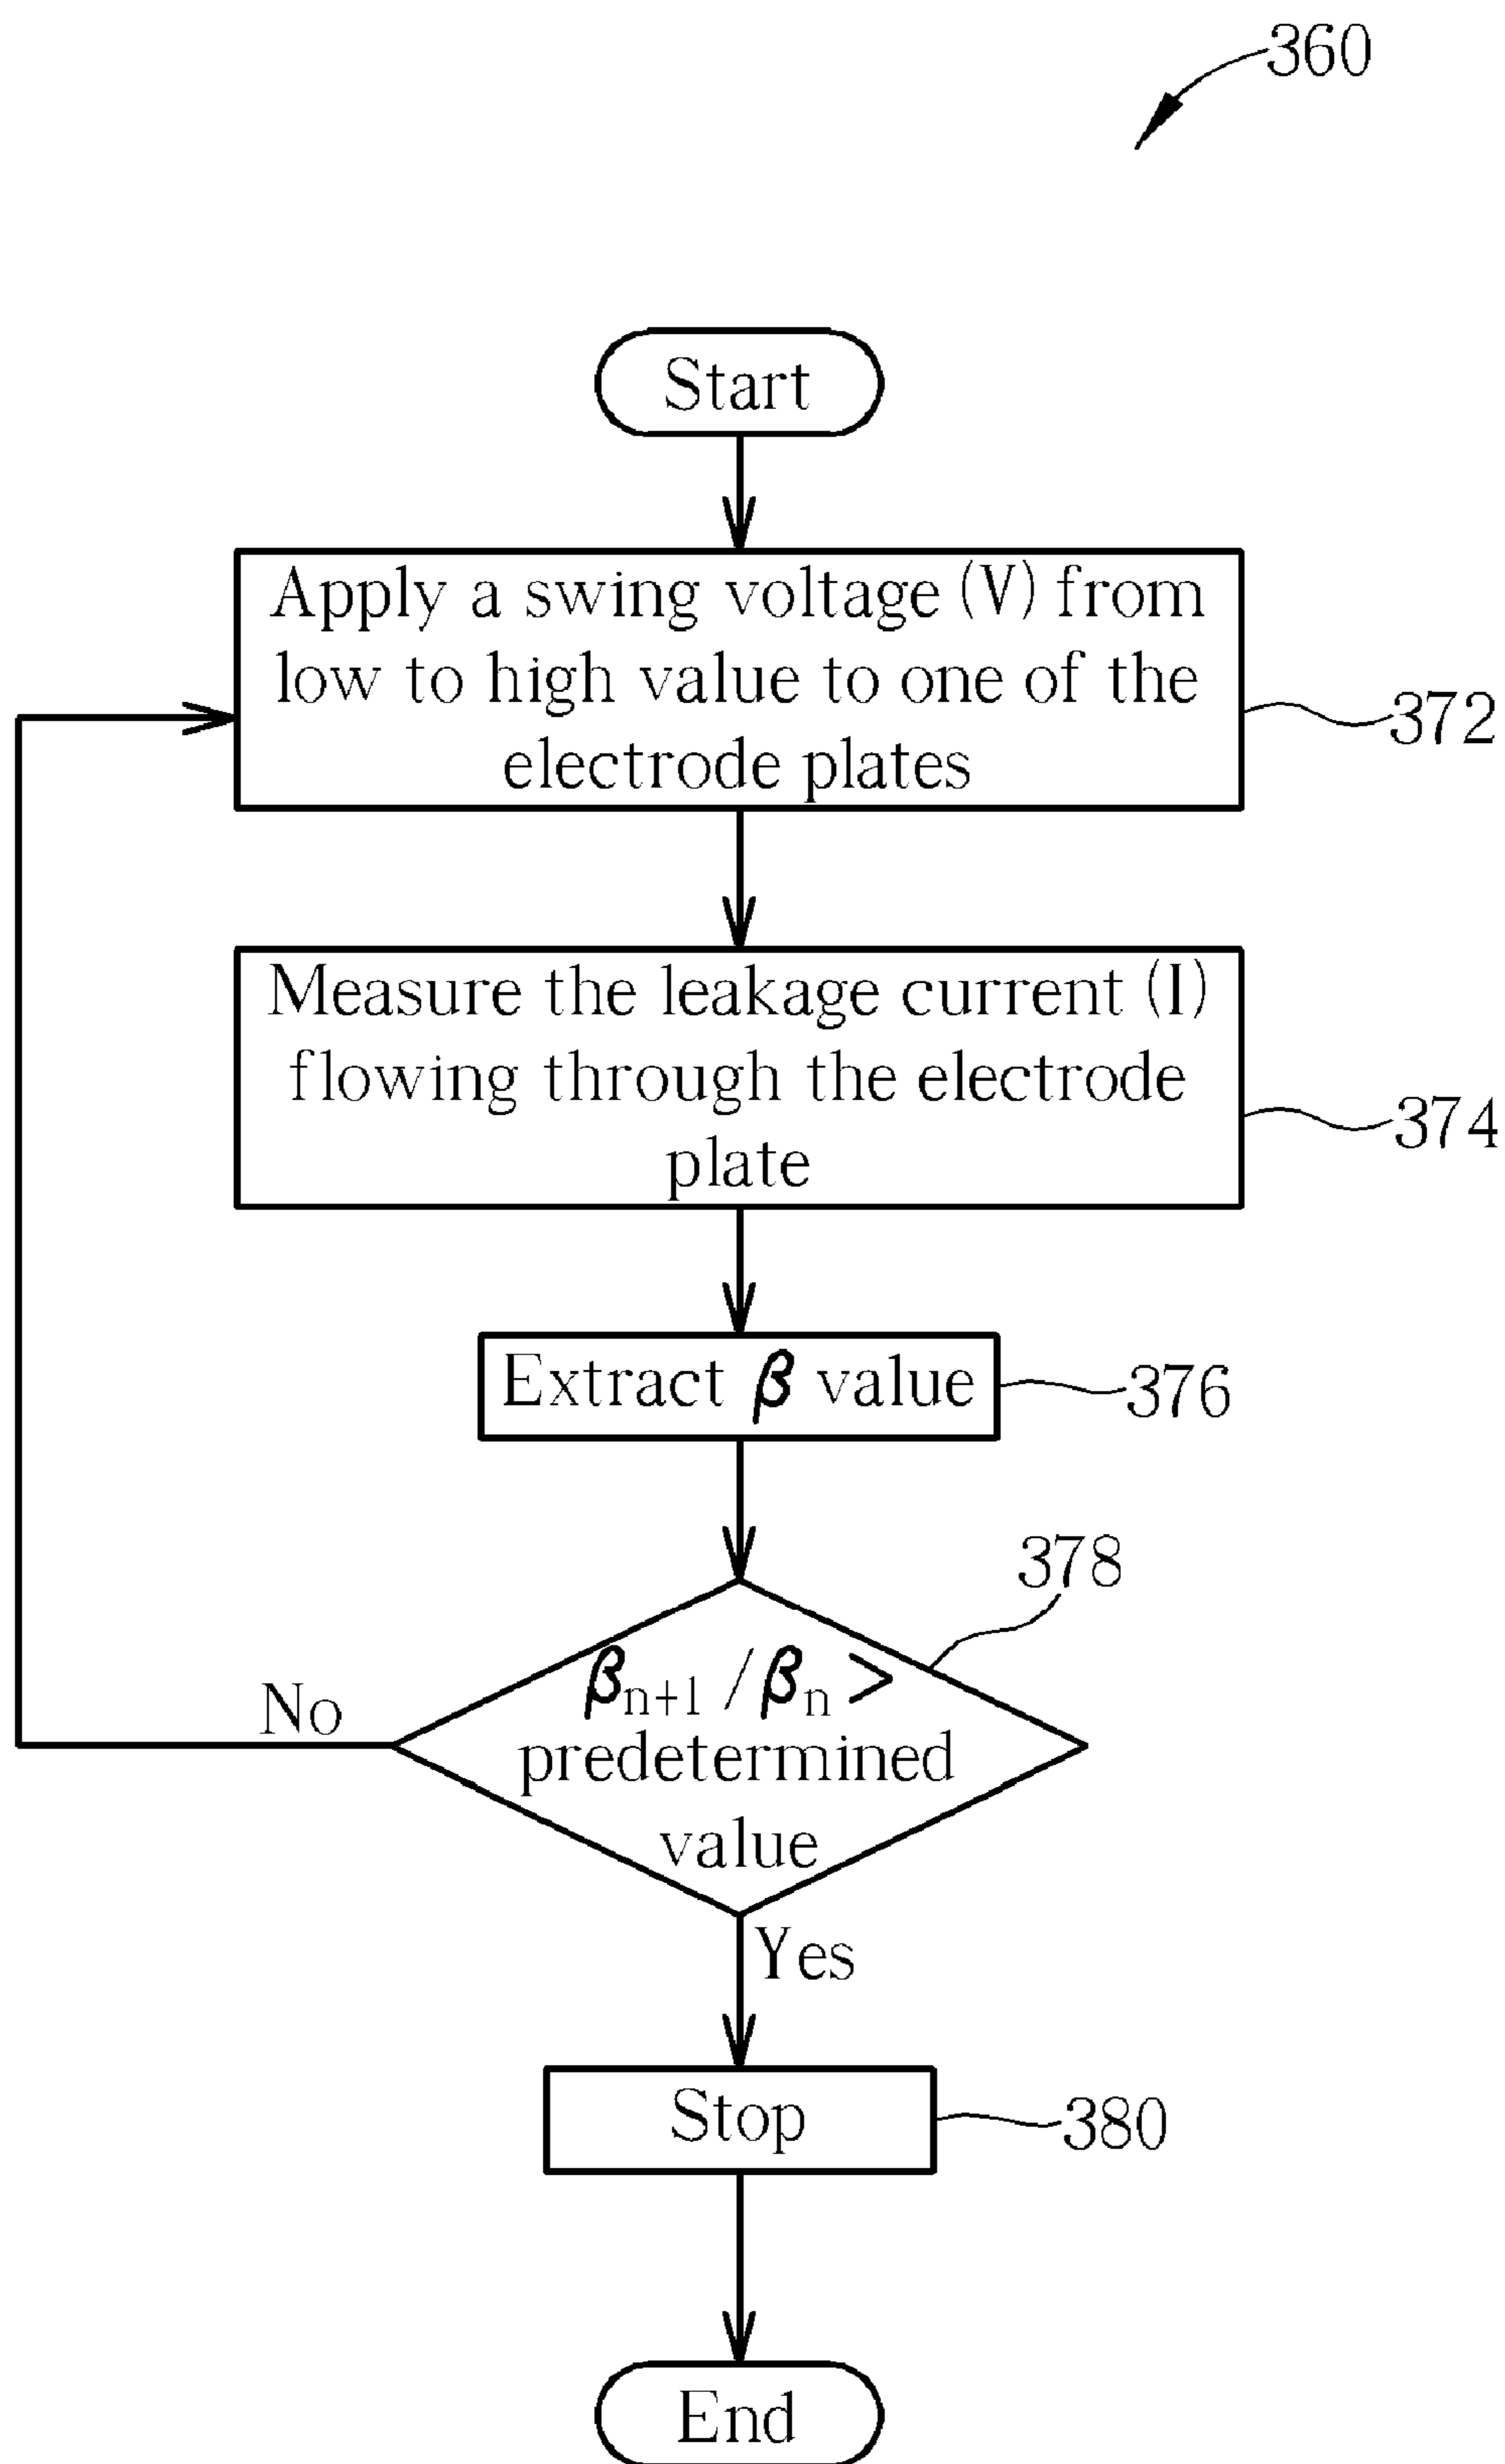 360
Start
Apply a swing voltage (V) from
low to high value to one of the
electrode plates
372
Measure the leakage current (I)
flowing through the electrode
plate
374
Extract β value
376
378
βn+1 /βn >
predetermined
value
No
Yes
Stop
380
End